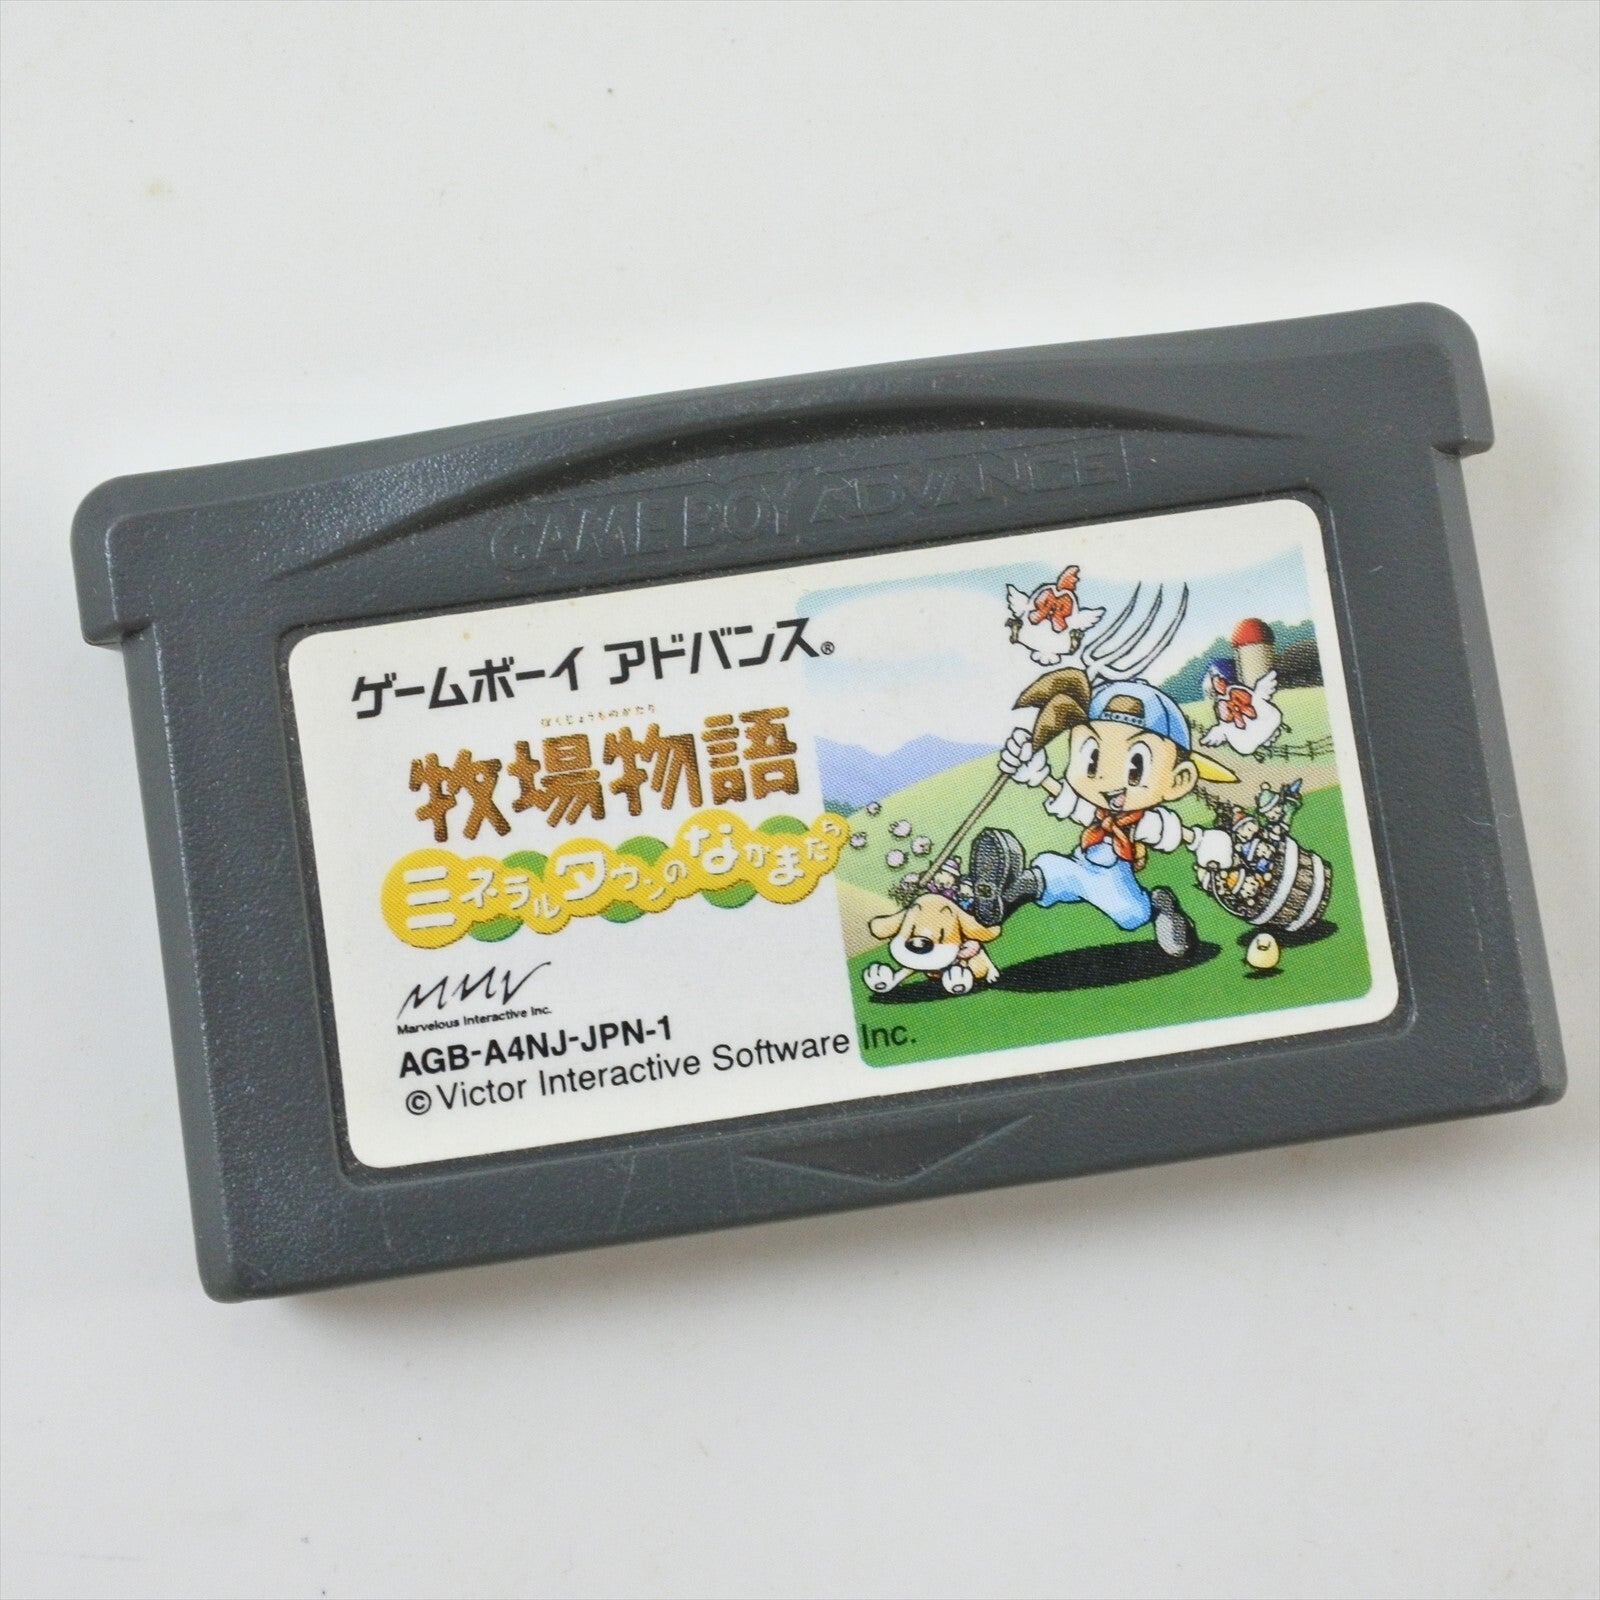 GAME BOY ADVANCE
ゲームボーイ アドバンス®
ぼくじょうものがたり
牧場物語
ミネラルタウンのなかまたち
MMV
Marvelous Interactive Inc.
AGB-A4NJ-JPN-1
©Victor Interactive Software Inc.